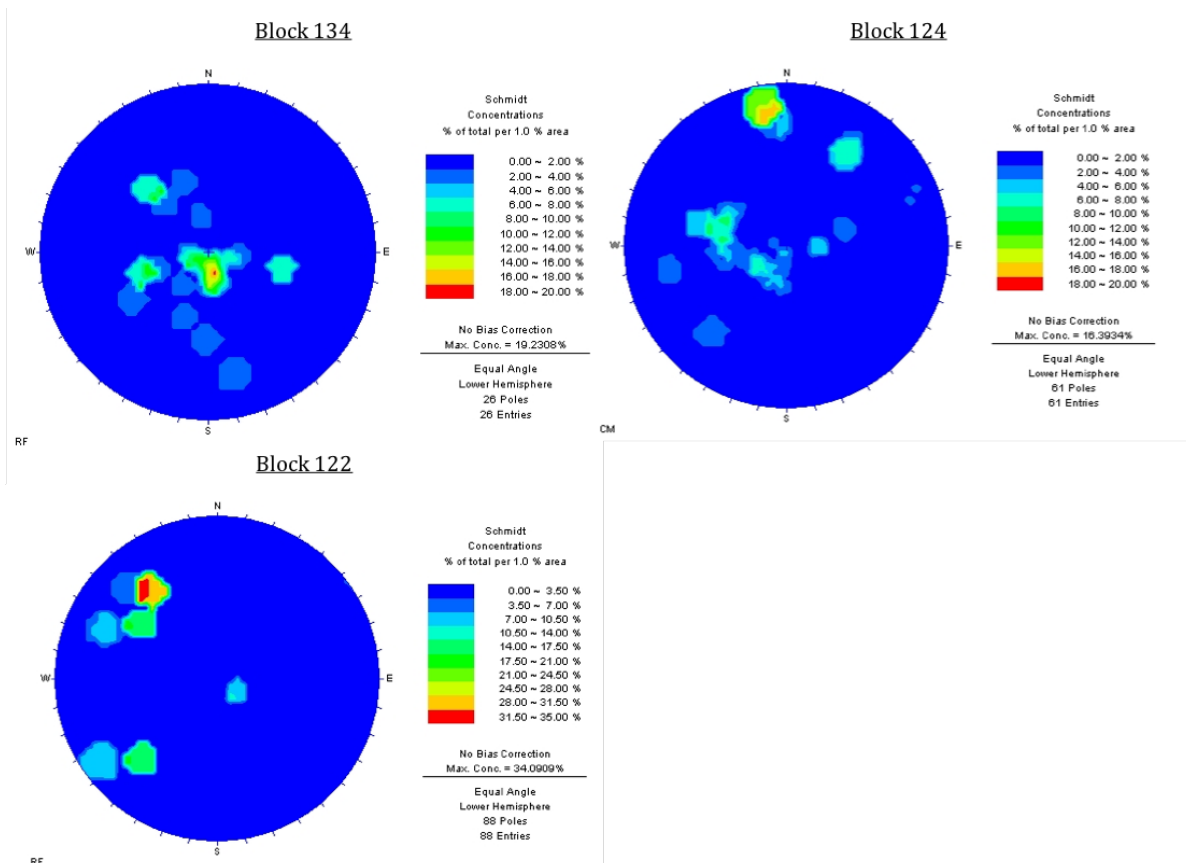 Block 134
N
W
E
S
Schmidt
Concentrations
% of total per 1.0 % area
0.00 ~ 2.00 %
2.00 ~ 4.00 %
4.00 ~ 6.00 %
6.00 ~ 8.00 %
8.00 ~ 10.00 %
10.00 ~ 12.00 %
12.00 ~ 14.00 %
14.00 ~ 16.00 %
16.00 ~ 18.00 %
18.00 ~ 20.00 %
No Bias Correction
Max. Conc. = 19.2308%
Equal Angle
Lower Hemisphere
26 Poles
26 Entries
RF
Block 124
N
W
E
S
Schmidt
Concentrations
% of total per 1.0 % area
0.00 ~ 2.00 %
2.00 ~ 4.00 %
4.00 ~ 6.00 %
6.00 ~ 8.00 %
8.00 ~ 10.00 %
10.00 ~ 12.00 %
12.00 ~ 14.00 %
14.00 ~ 16.00 %
16.00 ~ 18.00 %
18.00 ~ 20.00 %
No Bias Correction
Max. Conc. = 16.3934%
Equal Angle
Lower Hemisphere
61 Poles
61 Entries
CM
Block 122
N
W
E
S
Schmidt
Concentrations
% of total per 1.0 % area
0.00 ~ 3.50 %
3.50 ~ 7.00 %
7.00 ~ 10.50 %
10.50 ~ 14.00 %
14.00 ~ 17.50 %
17.50 ~ 21.00 %
21.00 ~ 24.50 %
24.50 ~ 28.00 %
28.00 ~ 31.50 %
31.50 ~ 35.00 %
No Bias Correction
Max. Conc. = 34.0909%
Equal Angle
Lower Hemisphere
88 Poles
88 Entries
RF